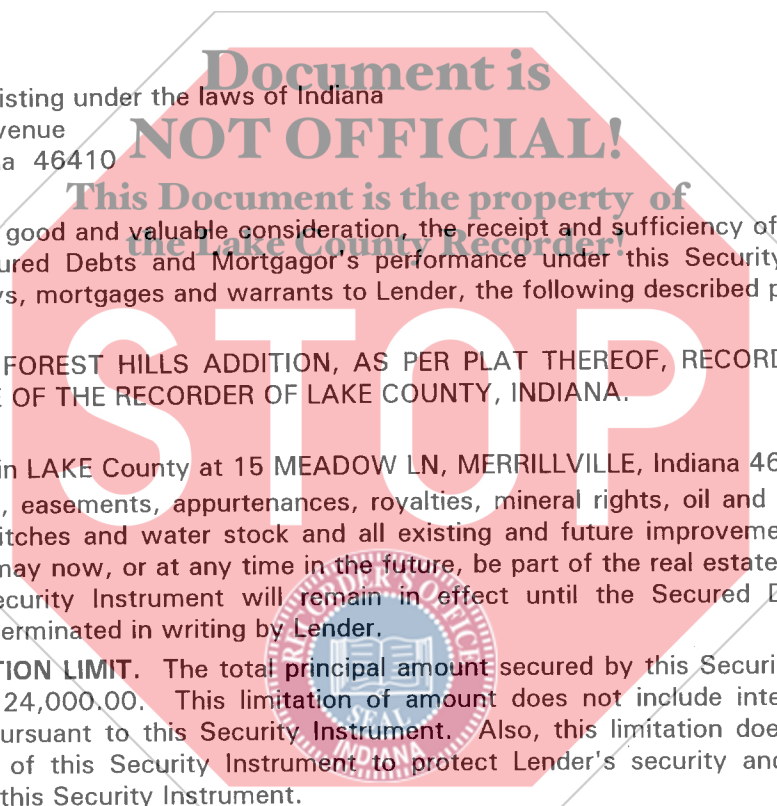 Document is
isting under the laws of Indiana
venue
NOT OFFICIAL!
a 46410
This Document is the property of
good and valuable consideration, the receipt and sufficiency of
the Lake County Recorder!
ured Debts and Mortgagor's performance under this Security
s, mortgages and warrants to Lender, the following described p
STOP
FOREST HILLS ADDITION, AS PER PLAT THEREOF, RECORD
OF THE RECORDER OF LAKE COUNTY, INDIANA.
in LAKE County at 15 MEADOW LN, MERRILLVILLE, Indiana 46
, easements, appurtenances, royalties, mineral rights, oil and
itches and water stock and all existing and future improveme
may now, or at any time in the future, be part of the real estate
ecurity Instrument will remain in effect until the Secured D
erminated in writing by Lender.
TION LIMIT. The total principal amount secured by this Securi
24,000.00. This limitation of amount does not include inte
ursuant to this Security Instrument. Also, this limitation doe
of this Security Instrument to protect Lender's security and
this Security Instrument.
RECORDER'S OFFICE
SEAL
INDIANA